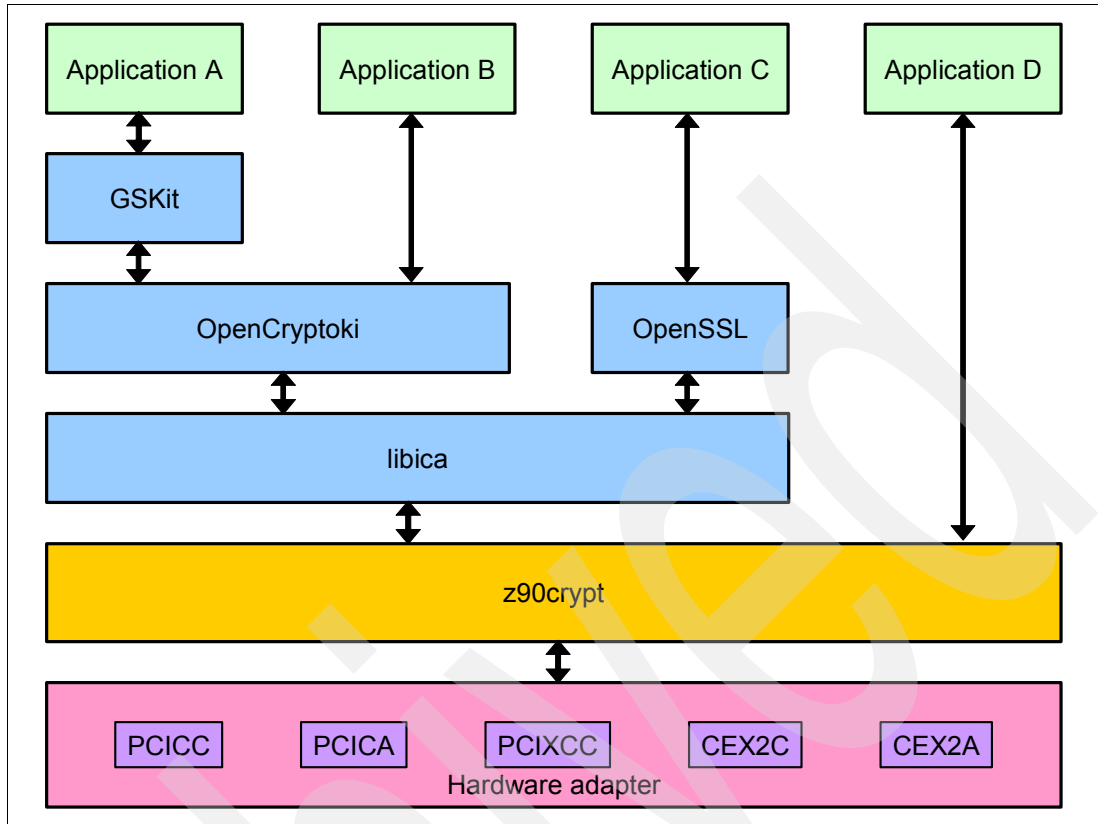 Application A
Application B
Application C
Application D
GSKit
OpenCryptoki
OpenSSL
libica
z90crypt
PCICC
PCICA
PCIXCC
CEX2C
CEX2A
Hardware adapter